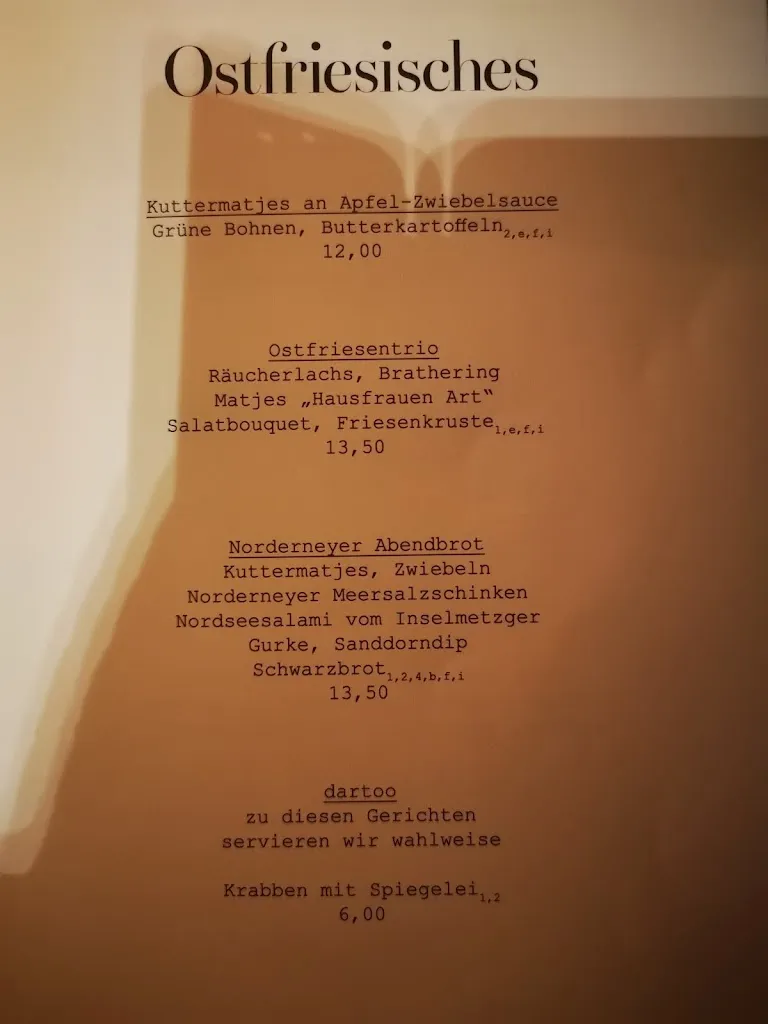 Ostfriesisches
Kuttermatjes an Apfel-Zwiebelsauce
Grüne Bohnen, Butterkartoffeln2,e,f,i
12,00
Ostfriesentrio
Räucherlachs, Brathering
Matjes „Hausfrauen Art“
Salatbouquet, Friesenkruste1,e,f,i
13,50
Norderneyer Abendbrot
Kuttermatjes, Zwiebeln
Norderneyer Meersalzschinken
Nordseesalami vom Inselmetzger
Gurke, Sanddorndip
Schwarzbrot1,2,4,b,f,i
13,50
dartoo
zu diesen Gerichten
servieren wir wahlweise
Krabben mit Spiegelei1,2
6,00